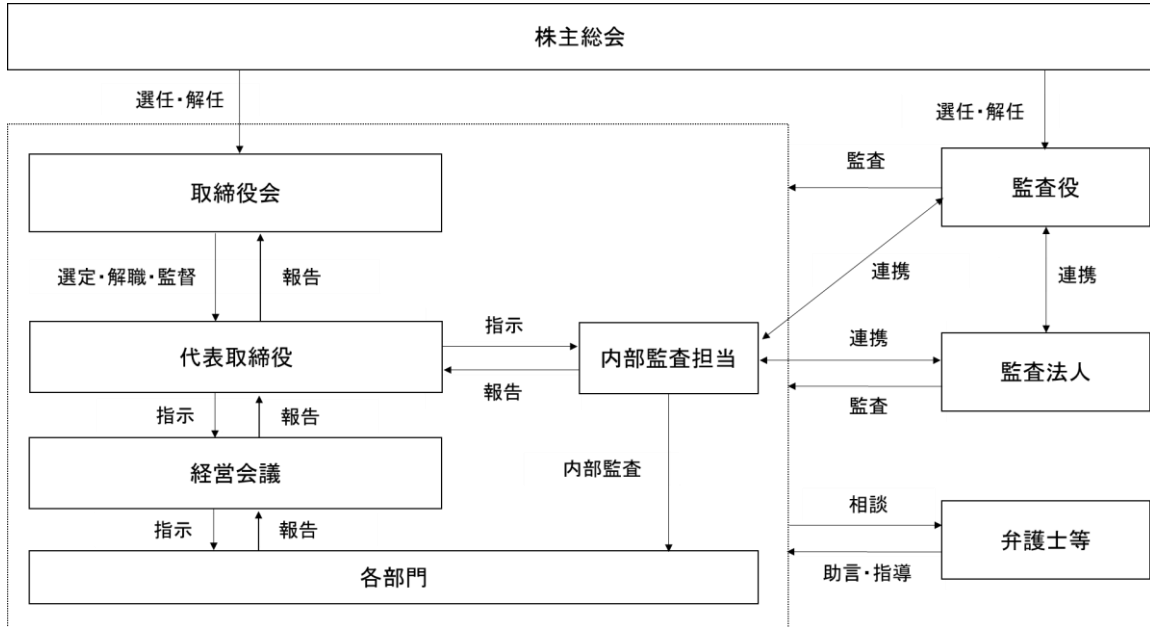 株主総会
選任・解任
選任・解任
取締役会
監査
監査役
選定・解職・監督
報告
連携
連携
代表取締役
指示
報告
内部監査担当
連携
監査
監査法人
指示
報告
経営会議
内部監査
指示
報告
相談
助言・指導
弁護士等
各部門